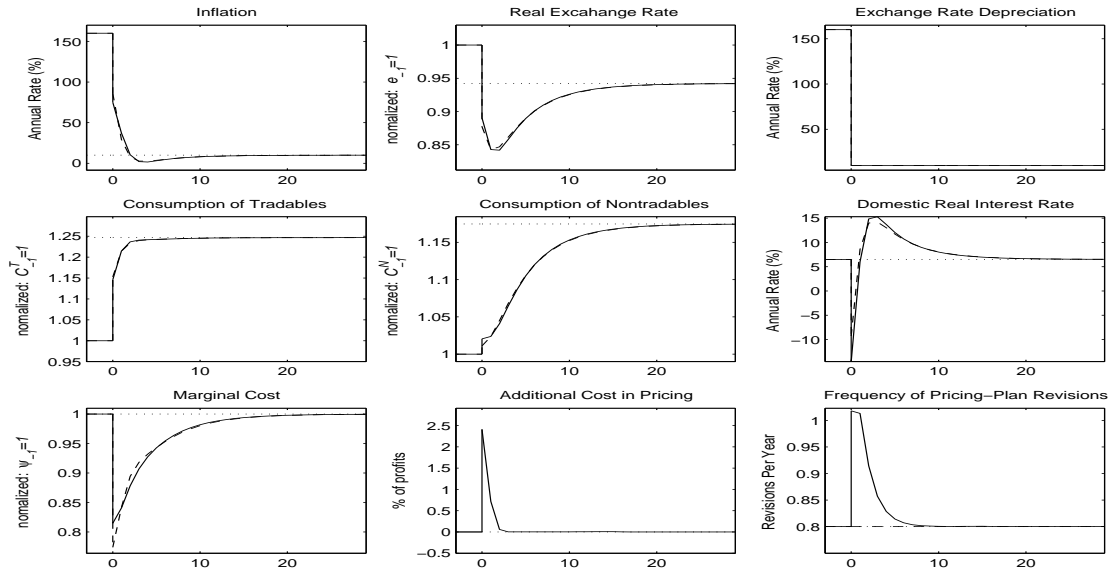 Inflation
Annual Rate (%)
150
100
50
0
0 10 20
Real Excahange Rate
nomalized: e_-1=1
1
0.95
0.9
0.85
0 10 20
Exchange Rate Depreciation
Annual Rate (%)
150
100
50
0 10 20
Consumption of Tradables
nomalized: C^T_-1=1
1.25
1.2
1.15
1.1
1.05
1
0.95
0 10 20
Consumption of Nontradables
nomalized: C^N_-1=1
1.15
1.1
1.05
1
0 10 20
Domestic Real Interest Rate
Annual Rate (%)
15
10
5
0
−5
−10
0 10 20
Marginal Cost
nomalized: ψ_-1=1
1
0.95
0.9
0.85
0.8
0 10 20
Additional Cost in Pricing
% of profits
2.5
2
1.5
1
0.5
0
−0.5
0 10 20
Frequency of Pricing−Plan Revisions
Revisions Per Year
1
0.95
0.9
0.85
0.8
0 10 20